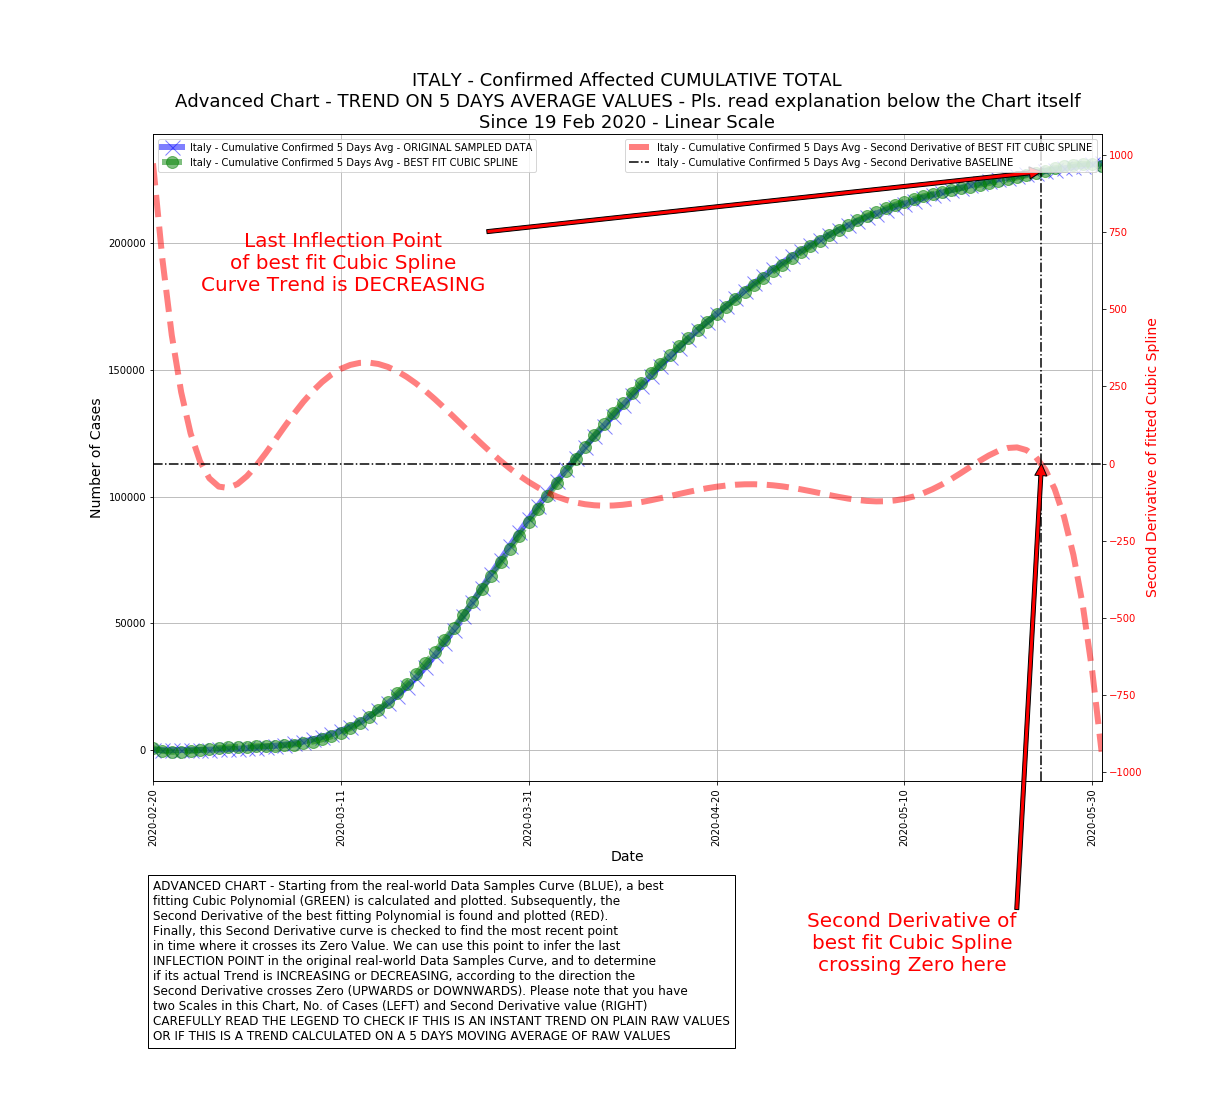 ITALY - Confirmed Affected CUMULATIVE TOTAL
Advanced Chart - TREND ON 5 DAYS AVERAGE VALUES - Pls. read explanation below the Chart itself
Since 19 Feb 2020 - Linear Scale
Italy - Cumulative Confirmed 5 Days Avg - ORIGINAL SAMPLED DATA
Italy - Cumulative Confirmed 5 Days Avg - BEST FIT CUBIC SPLINE
Italy - Cumulative Confirmed 5 Days Avg - Second Derivative of BEST FIT CUBIC SPLINE
Italy - Cumulative Confirmed 5 Days Avg - Second Derivative BASELINE
Last Inflection Point
of best fit Cubic Spline
Curve Trend is DECREASING
Number of Cases
200000
150000
100000
50000
0
1000
750
500
250
0
−250
−500
−750
−1000
Second Derivative of fitted Cubic Spline
2020-02-20
2020-03-11
2020-03-31
2020-04-20
2020-05-10
2020-05-30
Date
Second Derivative of
best fit Cubic Spline
crossing Zero here
ADVANCED CHART - Starting from the real-world Data Samples Curve (BLUE), a best
fitting Cubic Polynomial (GREEN) is calculated and plotted. Subsequently, the
Second Derivative of the best fitting Polynomial is found and plotted (RED).
Finally, this Second Derivative curve is checked to find the most recent point
in time where it crosses its Zero Value. We can use this point to infer the last
INFLECTION POINT in the original real-world Data Samples Curve, and to determine
if its actual Trend is INCREASING or DECREASING, according to the direction the
Second Derivative crosses Zero (UPWARDS or DOWNWARDS). Please note that you have
two Scales in this Chart, No. of Cases (LEFT) and Second Derivative value (RIGHT)
CAREFULLY READ THE LEGEND TO CHECK IF THIS IS AN INSTANT TREND ON PLAIN RAW VALUES
OR IF THIS IS A TREND CALCULATED ON A 5 DAYS MOVING AVERAGE OF RAW VALUES